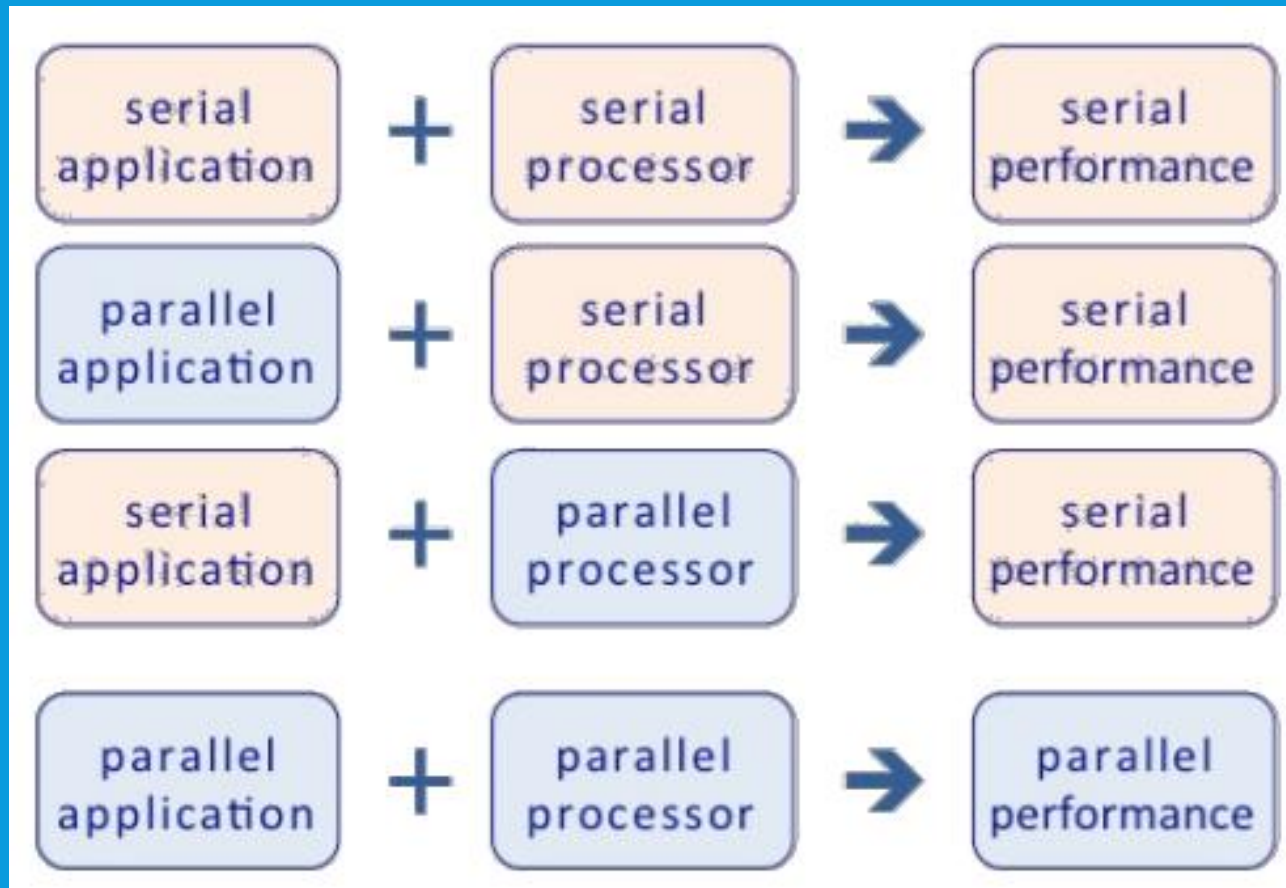 serial
application
+
serial
processor
→
serial
performance
parallel
application
+
serial
processor
→
serial
performance
serial
application
+
parallel
processor
→
serial
performance
parallel
application
+
parallel
processor
→
parallel
performance